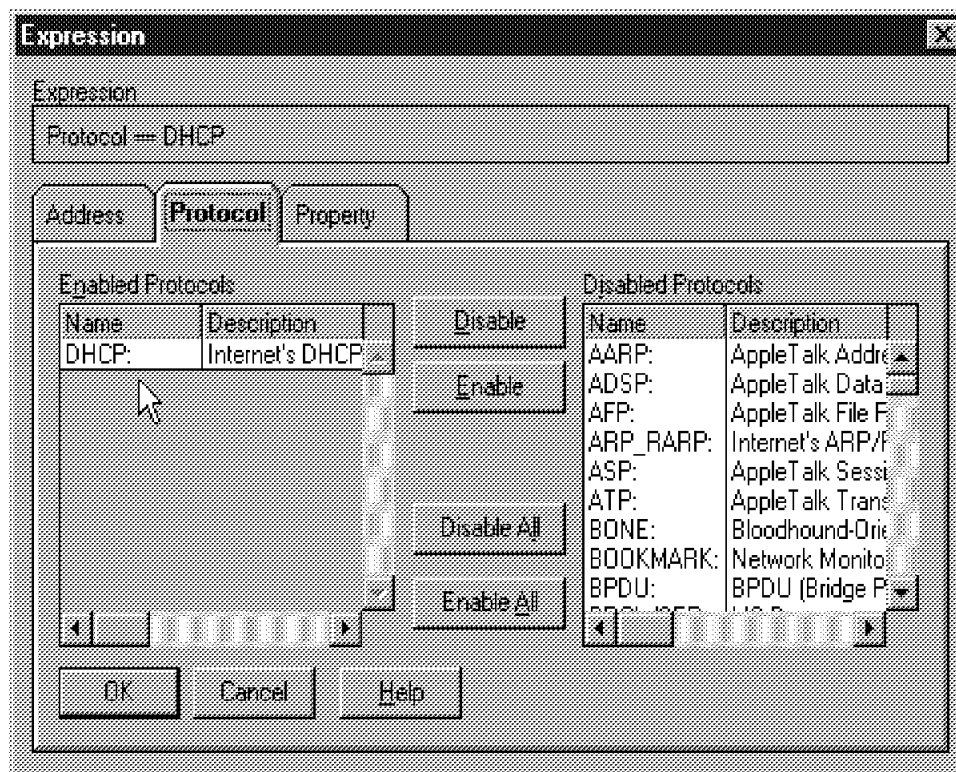 Expression
Expression
Protocol == DHCP
Address Protocol Property
Enabled Protocols
Name Description
DHCP: Internet's DHCP
Disable
Enable
Disable All
Enable All
Disabled Protocols
Name Description
AARP: AppleTalk Addre
ADSP: AppleTalk Data
AFP: AppleTalk File P
ARP_RARP: Internet's ARP/R
ASP: AppleTalk Sessi
ATP: AppleTalk Trans
BONE: Bloodhound-Orie
BOOKMARK: Network Monito
BPDU: BPDU (Bridge P
OK Cancel Help